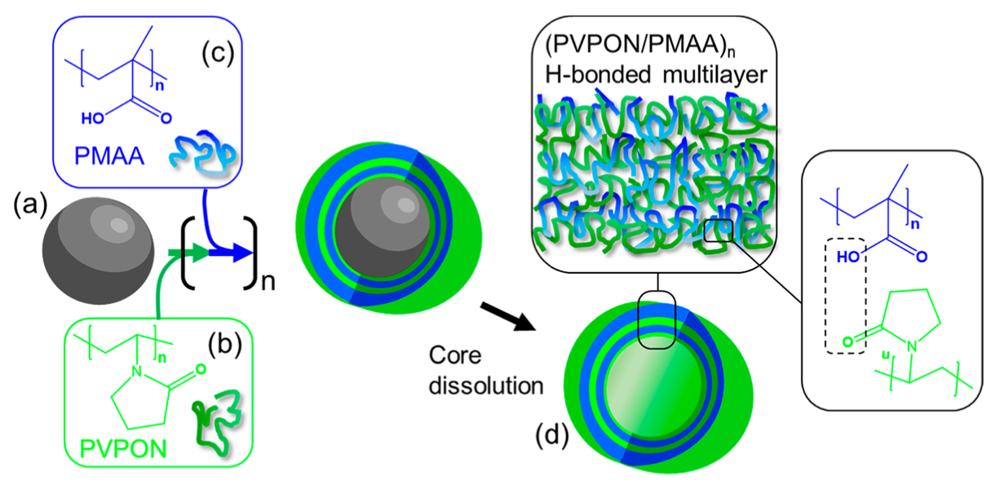 (c)
n
HO
O
PMAA
(a)
n
n
(b)
N
O
PVPON
Core
dissolution
(d)
(PVPON/PMAA)n
H-bonded multilayer
n
HO
O
O
N
n